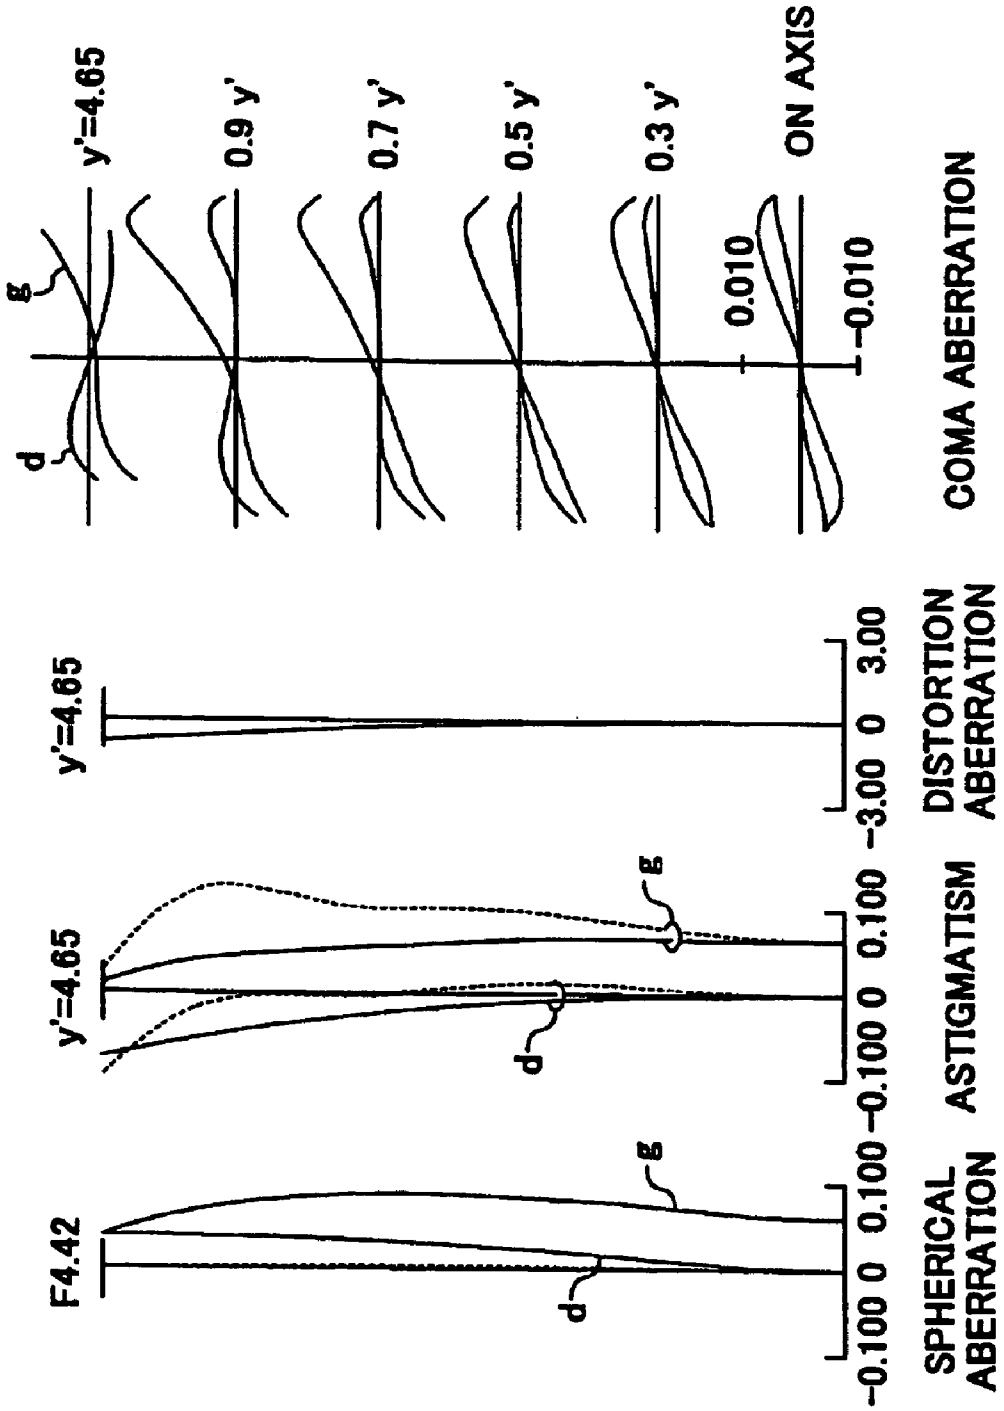 F4.42
d
g
-0.100
0
0.100
SPHERICAL
ABERRATION
y'=4.65
d
g
-0.100
0
0.100
ASTIGMATISM
y'=4.65
-3.00
0
3.00
DISTORTION
ABERRATION
d
g
y'=4.65
0.9 y'
0.7 y'
0.5 y'
0.3 y'
0.010
ON AXIS
-0.010
COMA ABERRATION